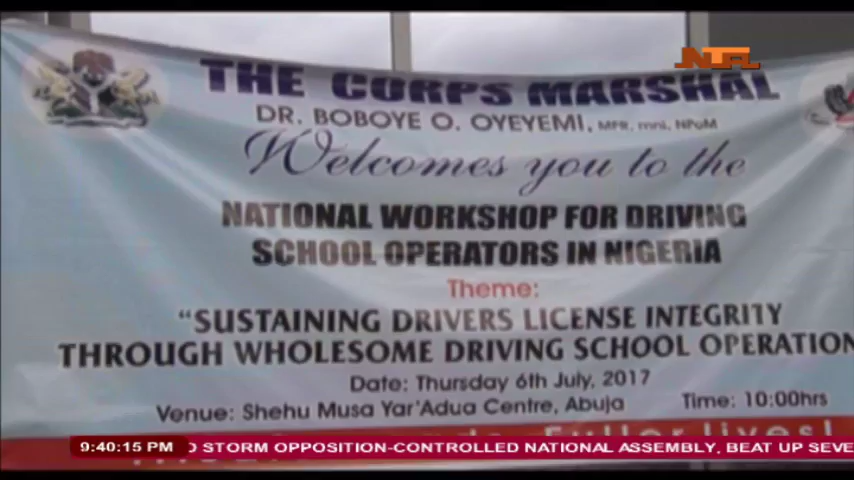 NTA
THE CORPS MARSHAL
DR. BOBOYE O. OYEYEMI, MFR, mni, NPoM
Welcomes you to the
NATIONAL WORKSHOP FOR DRIVING
SCHOOL OPERATORS IN NIGERIA
Theme:
"SUSTAINING DRIVERS LICENSE INTEGRITY
THROUGH WHOLESOME DRIVING SCHOOL OPERATION
Date: Thursday 6th July, 2017
Venue: Shehu Musa Yar'Adua Centre, Abuja
Time: 10:00hrs
Fuller lives!
9:40:15 PM
O STORM OPPOSITION-CONTROLLED NATIONAL ASSEMBLY, BEAT UP SEVE